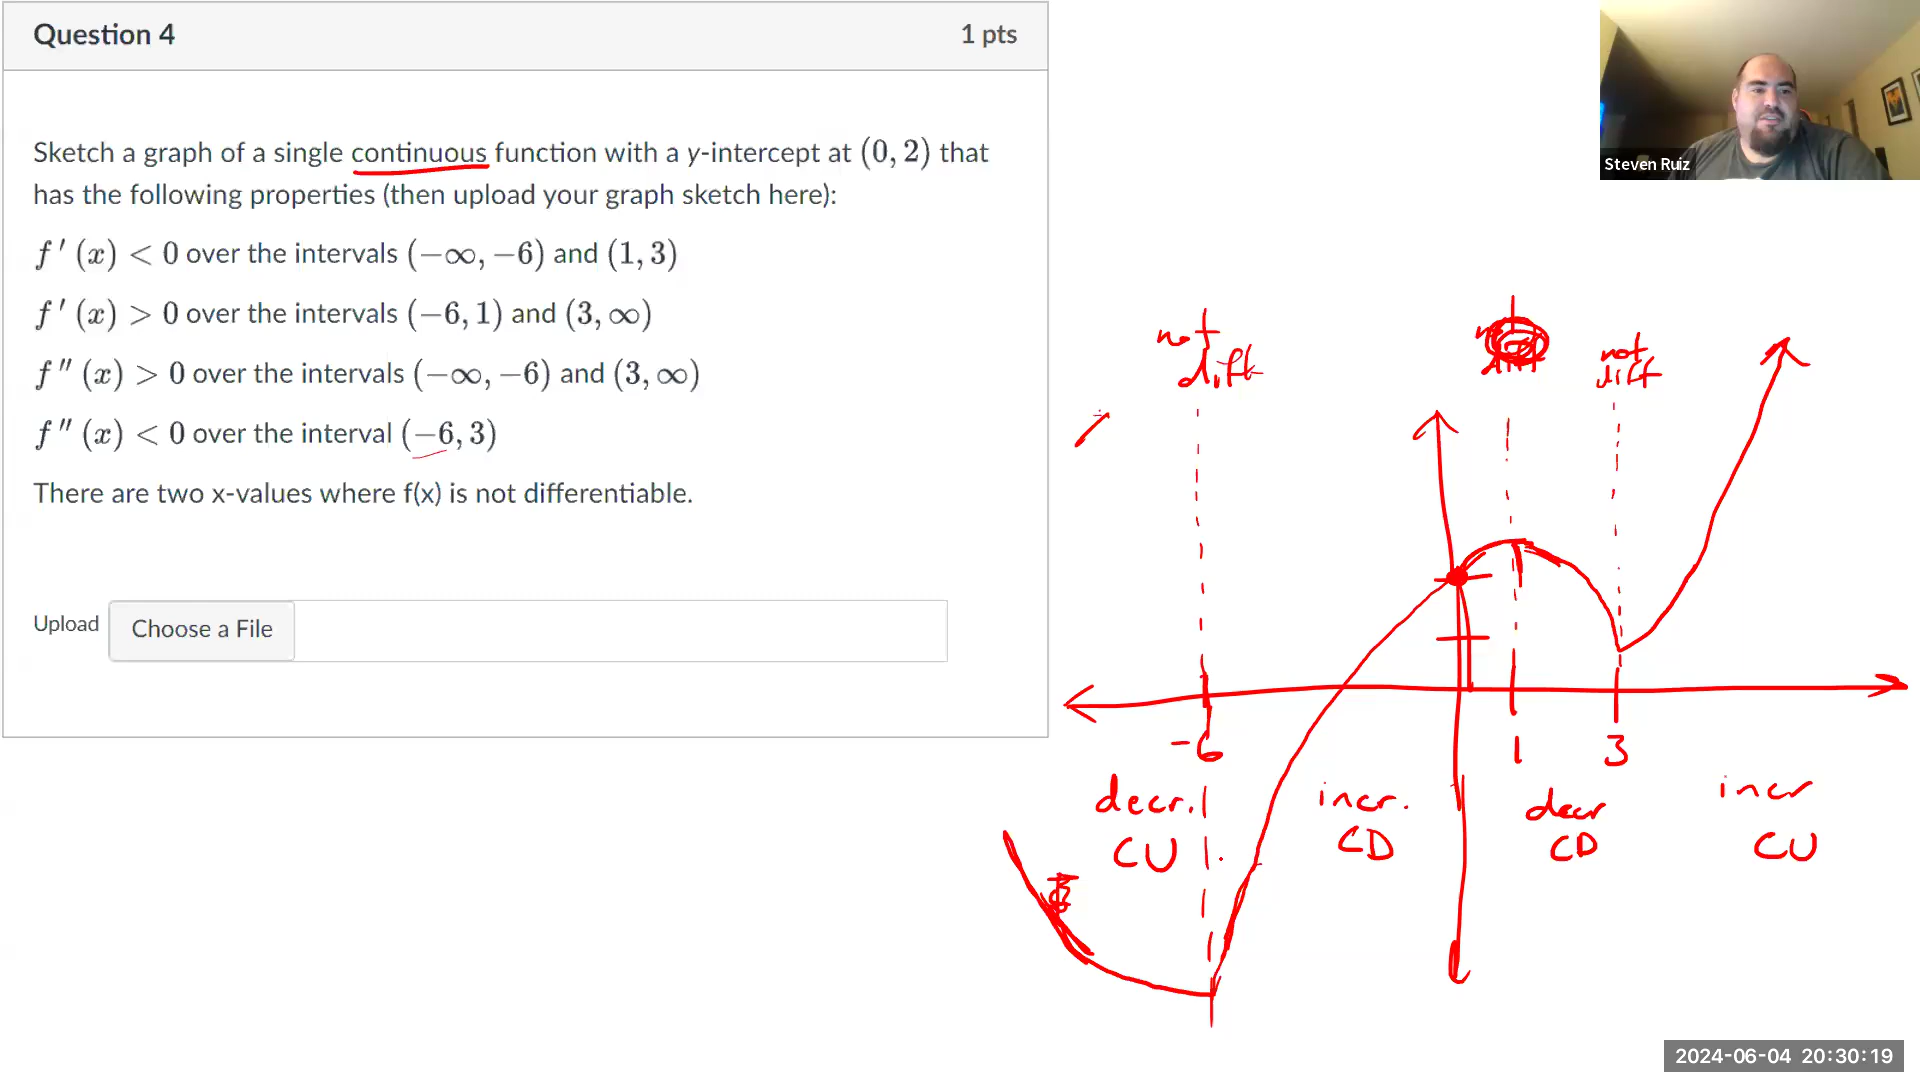 Question 4
1 pts
Sketch a graph of a single continuous function with a y-intercept at (0, 2) that
has the following properties (then upload your graph sketch here):
f ′ (x) < 0 over the intervals (−∞, −6) and (1, 3)
f ′ (x) > 0 over the intervals (−6, 1) and (3, ∞)
f ″ (x) > 0 over the intervals (−∞, −6) and (3, ∞)
f ″ (x) < 0 over the interval (−6, 3)
There are two x-values where f(x) is not differentiable.
Upload
Choose a File
Steven Ruiz
not
diff
not
diff
-6
1
3
decr.
CU
incr.
CD
decr
CD
incr
CU
2024-06-04 20:30:19